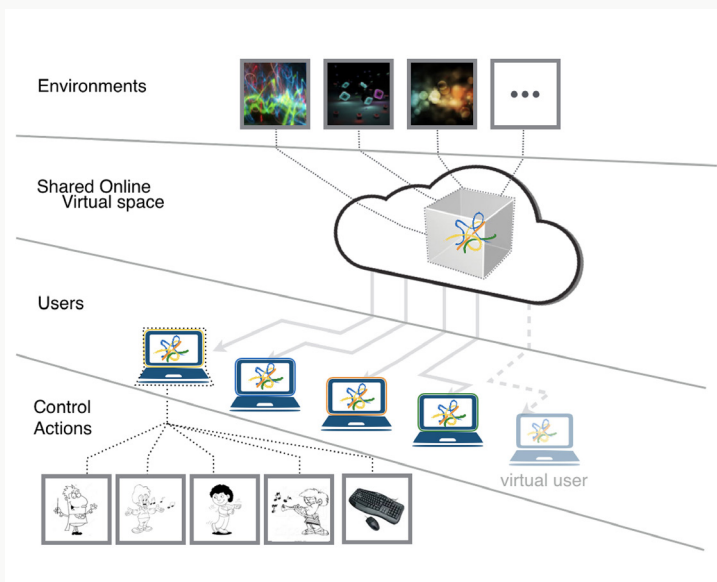 Environments
Shared Online
Virtual space
Users
Control
Actions
virtual user